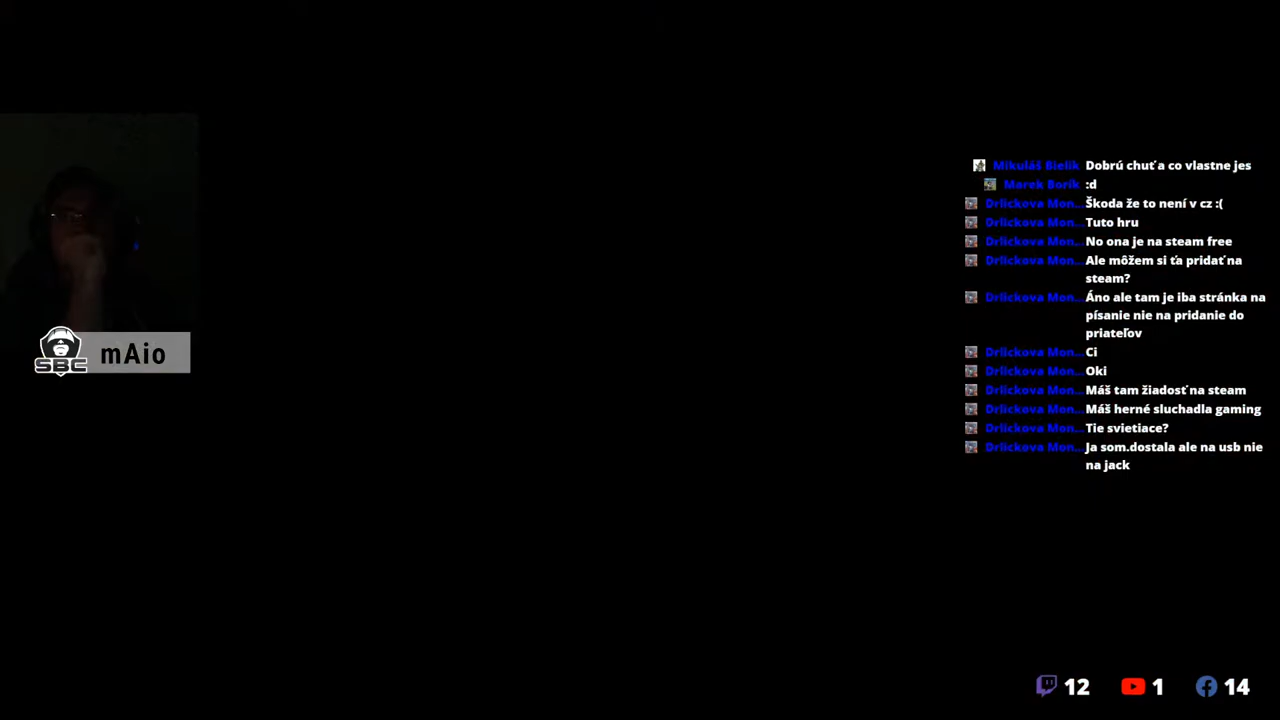 Mikuláš Bielik Dobrú chuť a co vlastne jes
Marek Borik :d
Drlickova Mon... Škoda že to není v cz :(
Drlickova Mon... Tuto hru
Drlickova Mon... No ona je na steam free
Drlickova Mon... Ale môžem si ťa pridať na
steam?
Drlickova Mon... Áno ale tam je iba stránka na
písanie nie na pridanie do
priateľov
SBC mAio
Drlickova Mon... Ci
Drlickova Mon... Oki
Drlickova Mon... Máš tam žiadosť na steam
Drlickova Mon... Máš herné sluchadla gaming
Drlickova Mon... Tie svietiace?
Drlickova Mon... Ja som.dostala ale na usb nie
na jack
12 1 14